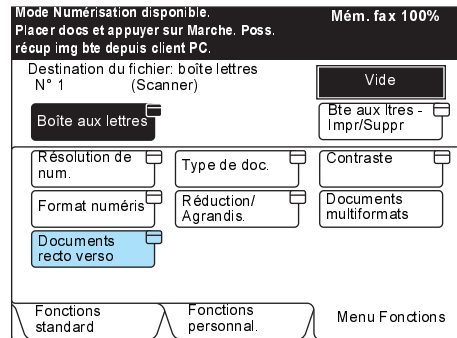 Mode Numérisation disponible.
Mém. fax 100%
Placer docs et appuyer sur Marche. Poss.
récup img bte depuis client PC.
Destination du fichier: boîte lettres
N° 1 (Scanner)
Vide
Boîte aux lettres
Bte aux ltres -
Impr/Suppr
Résolution de
num.
Type de doc.
Contraste
Format numéris
Réduction/
Agrandis.
Documents
multiformats
Documents
recto verso
Fonctions
standard
Fonctions
personnal.
Menu Fonctions